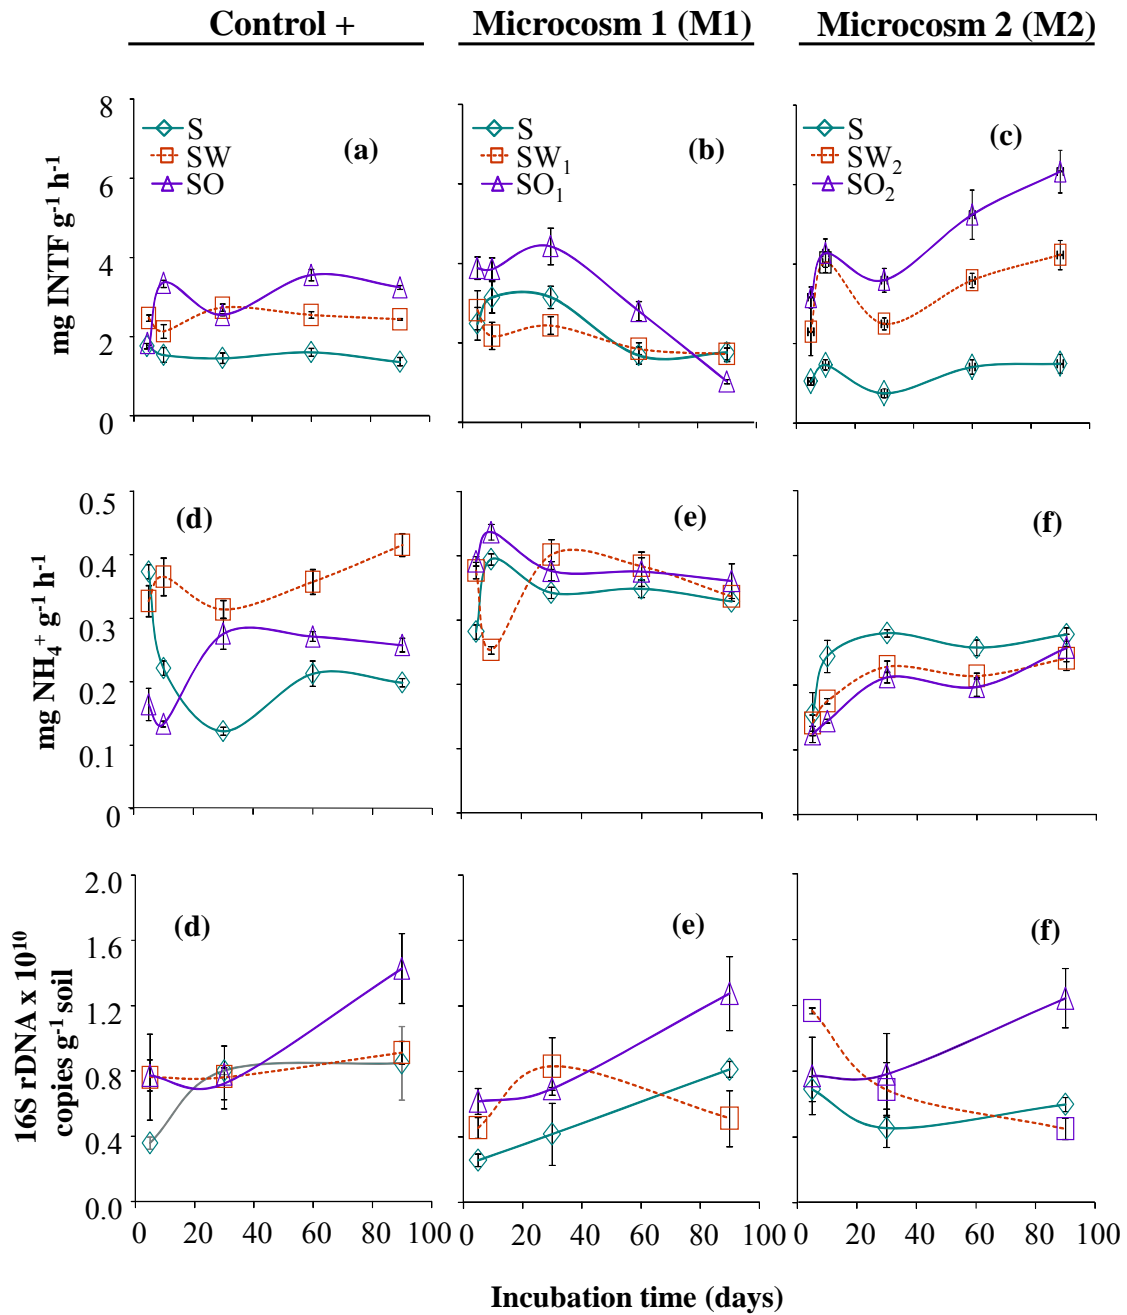 Control +
Microcosm 1 (M1)
Microcosm 2 (M2)
mg INTF g⁻¹ h⁻¹
8
6
4
2
0
S
SW
SO
(a)
S
SW₁
SO₁
(b)
S
SW₂
SO₂
(c)
mg NH₄⁺ g⁻¹ h⁻¹
0.5
0.4
0.3
0.2
0.1
0
(d)
(e)
(f)
16S rDNA x 10¹⁰
copies g⁻¹ soil
2.0
1.6
1.2
0.8
0.4
0.0
(d)
(e)
(f)
0 20 40 60 80 100
0 20 40 60 80 100
0 20 40 60 80 100
Incubation time (days)